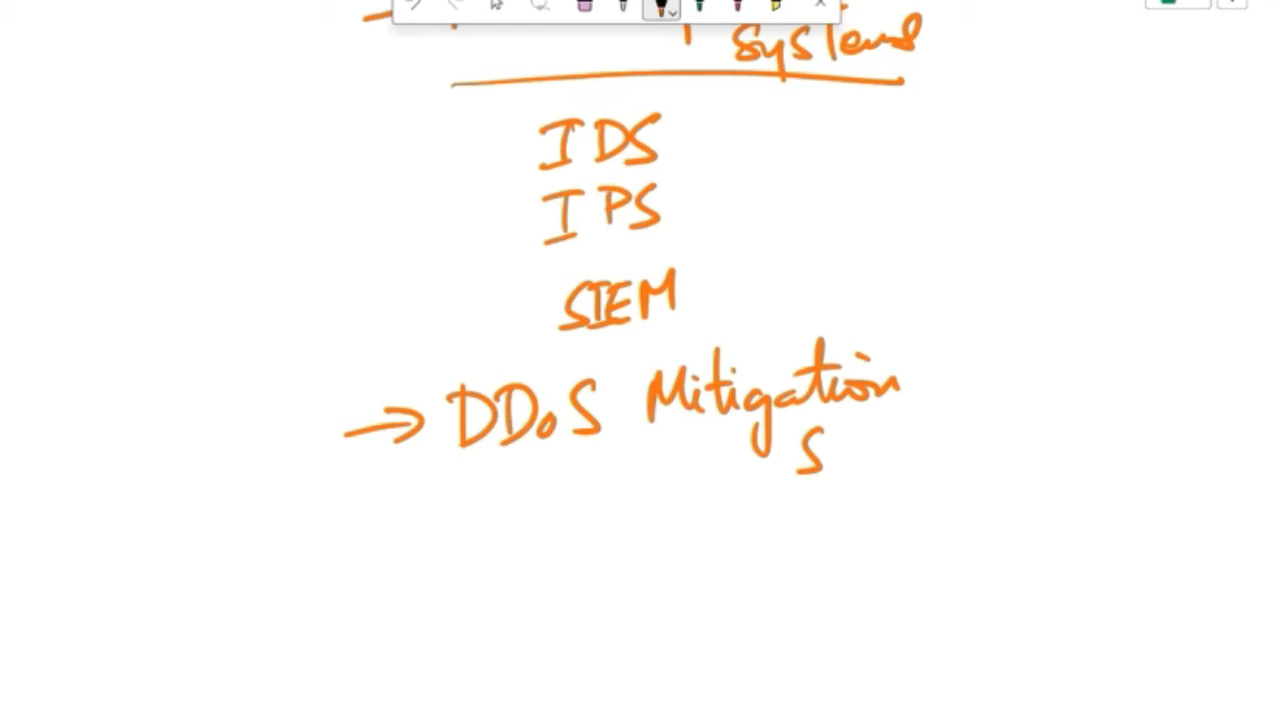 Systems
IDS
IPS
SIEM
→ DDoS Mitigation
S